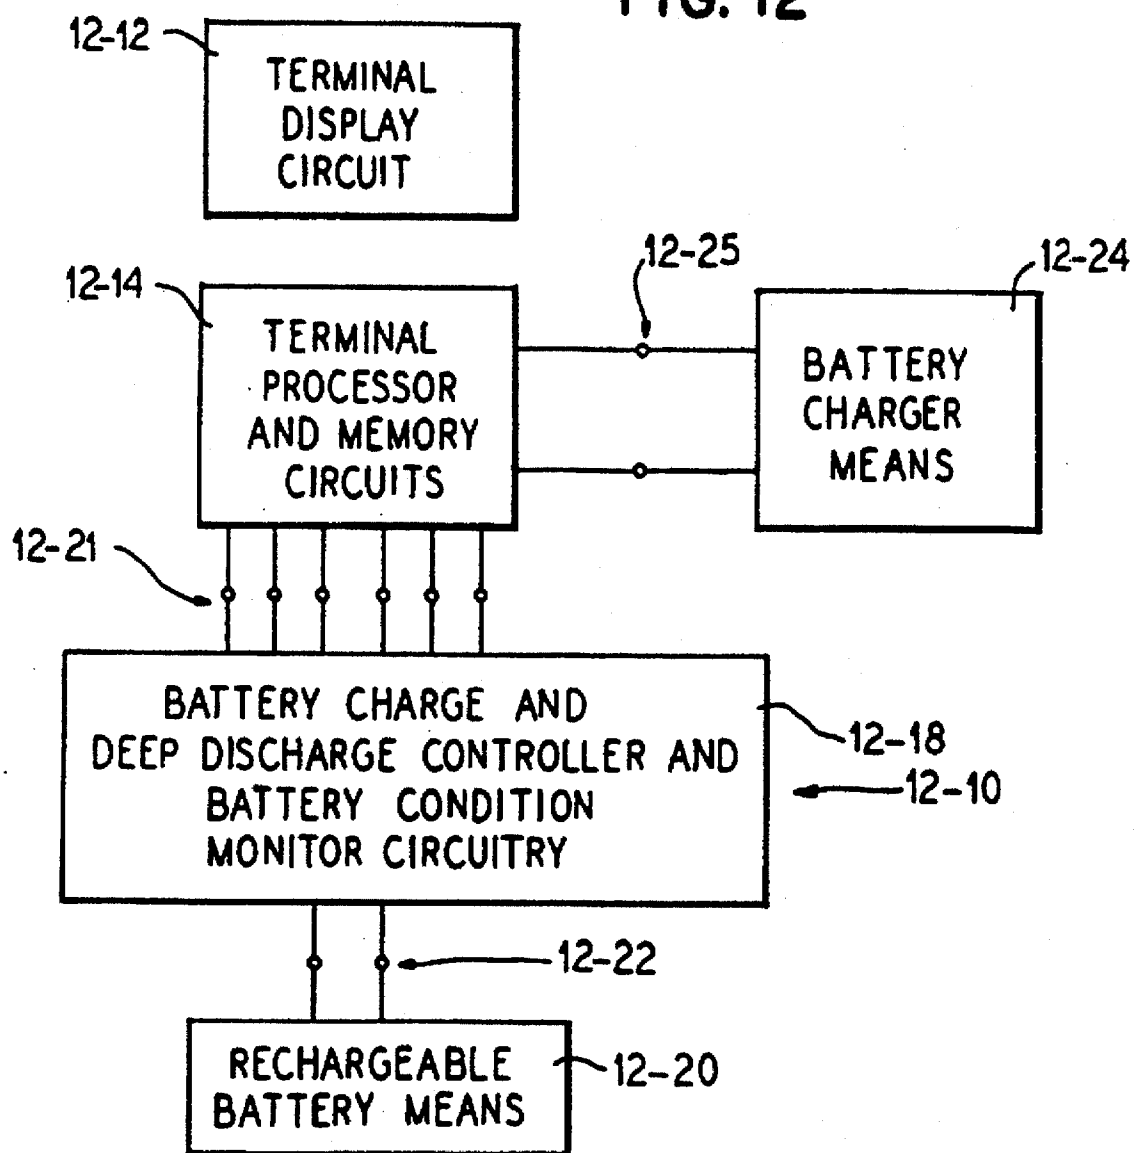 FIG. 12
12-12
TERMINAL
DISPLAY
CIRCUIT
12-14
TERMINAL
PROCESSOR
AND MEMORY
CIRCUITS
12-25
12-24
BATTERY
CHARGER
MEANS
12-21
BATTERY CHARGE AND
DEEP DISCHARGE CONTROLLER AND
BATTERY CONDITION
MONITOR CIRCUITRY
12-18
12-10
12-22
RECHARGEABLE
BATTERY MEANS
12-20